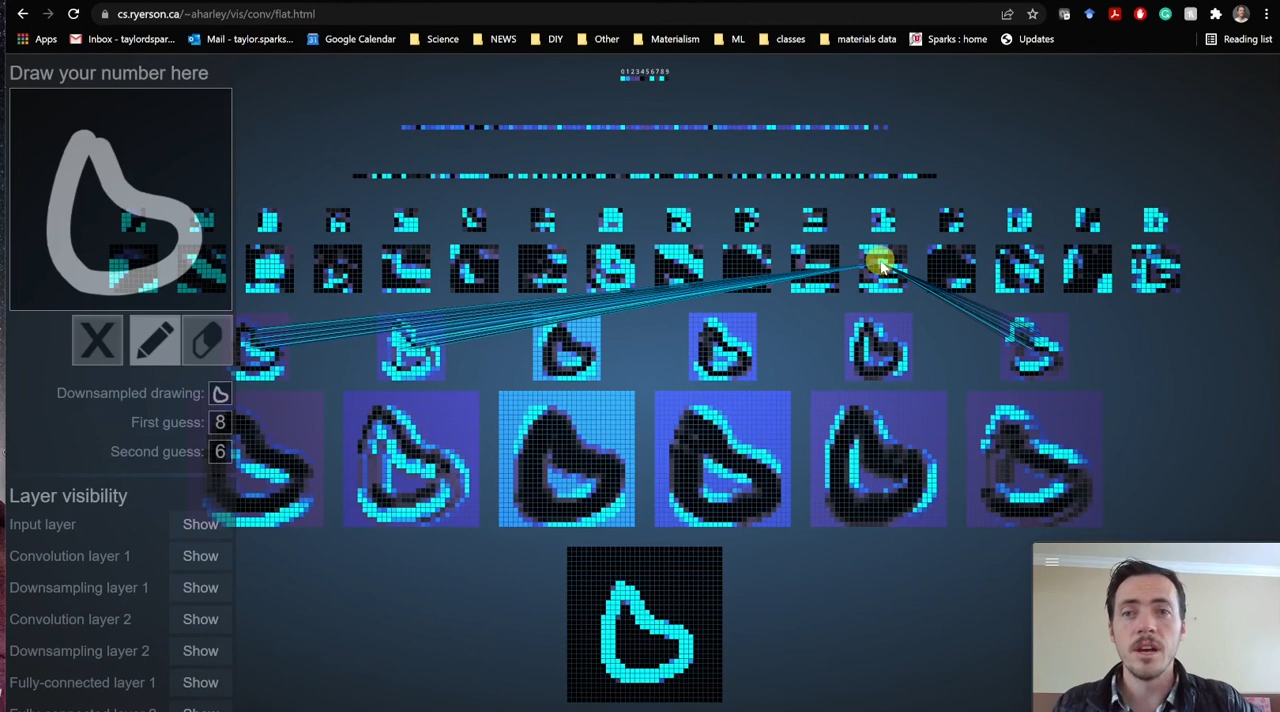 cs.ryerson.ca/~aharley/vis/conv/flat.html
Apps Inbox - taylordspar... Mail - taylor.sparks... Google Calendar Science NEWS DIY Other Materialism ML classes materials data Sparks : home Updates Reading list
Draw your number here
0123456789
X
Downsampled drawing:
First guess: 8
Second guess: 6
Layer visibility
Input layer Show
Convolution layer 1 Show
Downsampling layer 1 Show
Convolution layer 2 Show
Downsampling layer 2 Show
Fully-connected layer 1 Show